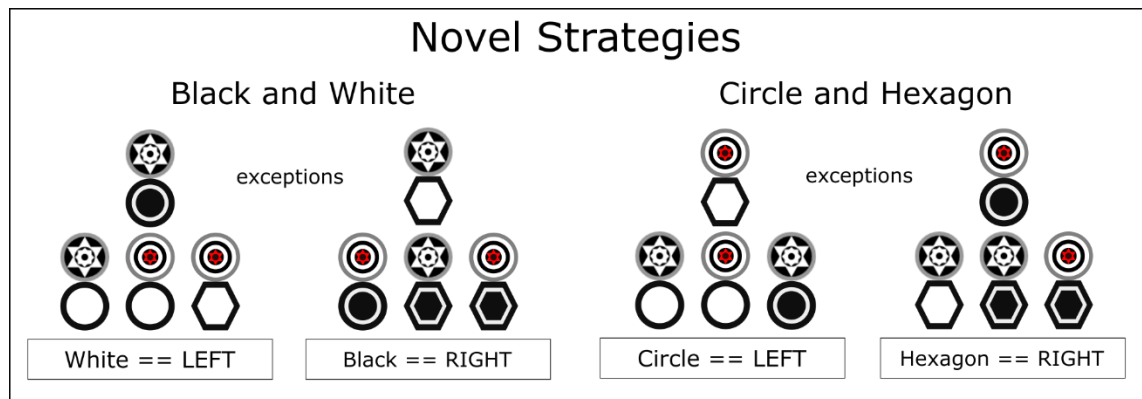 Novel Strategies
Black and White
Circle and Hexagon
exceptions
exceptions
White == LEFT
Black == RIGHT
Circle == LEFT
Hexagon == RIGHT